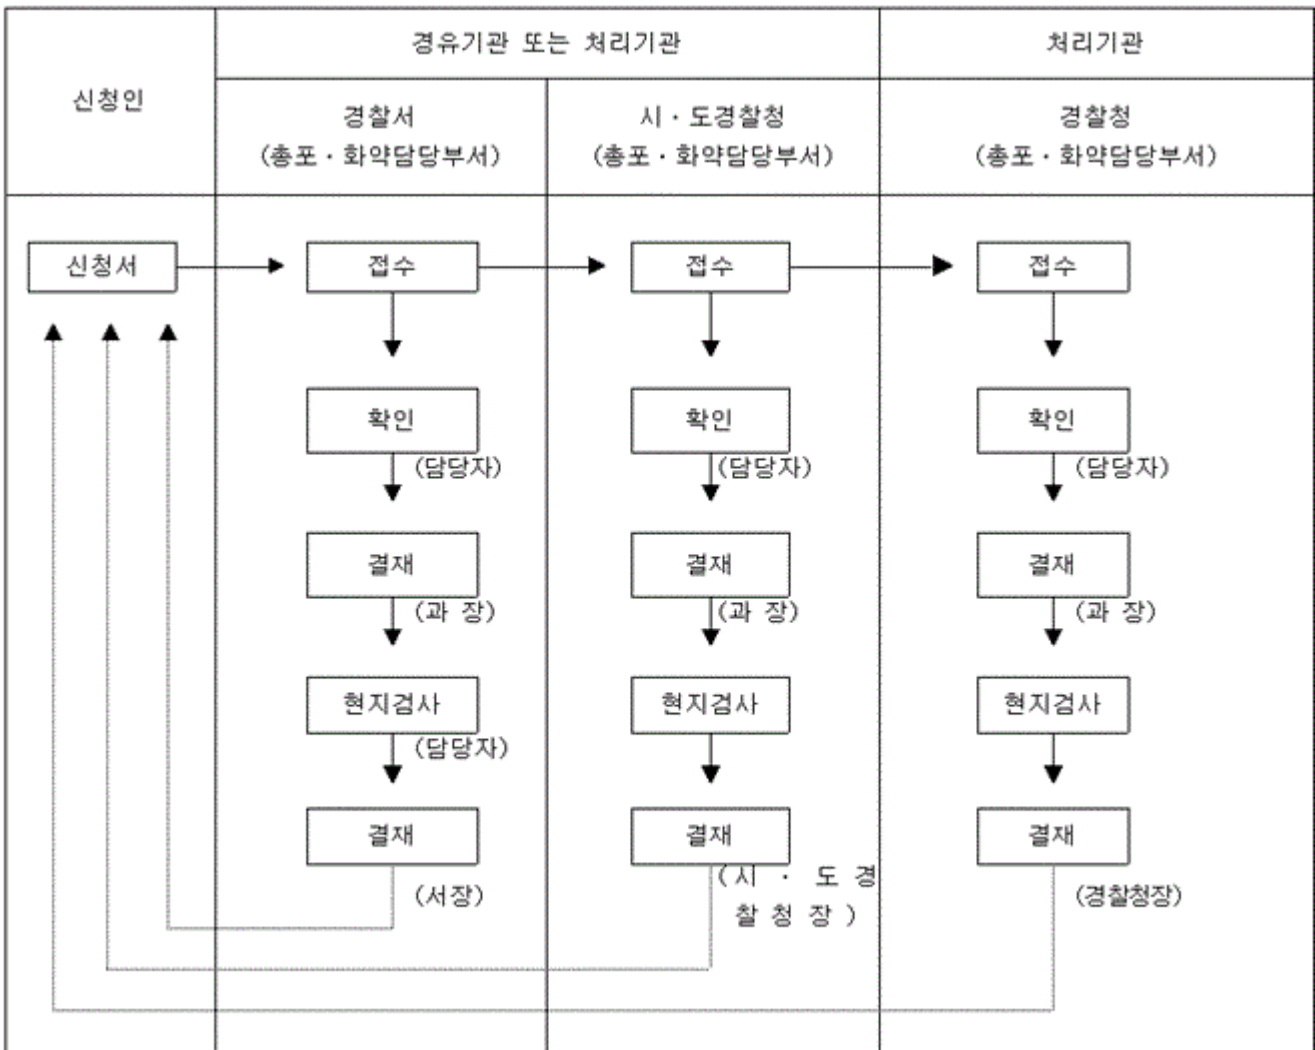 신청인
경유기관 또는 처리기관
처리기관
경찰서
(총포ㆍ화약담당부서)
시ㆍ도경찰청
(총포ㆍ화약담당부서)
경찰청
(총포ㆍ화약담당부서)
신청서
접수
접수
접수
확인
(담당자)
확인
(담당자)
확인
(담당자)
결재
(과 장)
결재
(과 장)
결재
(과 장)
현지검사
(담당자)
현지검사
현지검사
결재
(서장)
결재
(시 ㆍ 도 경
찰 청 장 )
결재
(경찰청장)